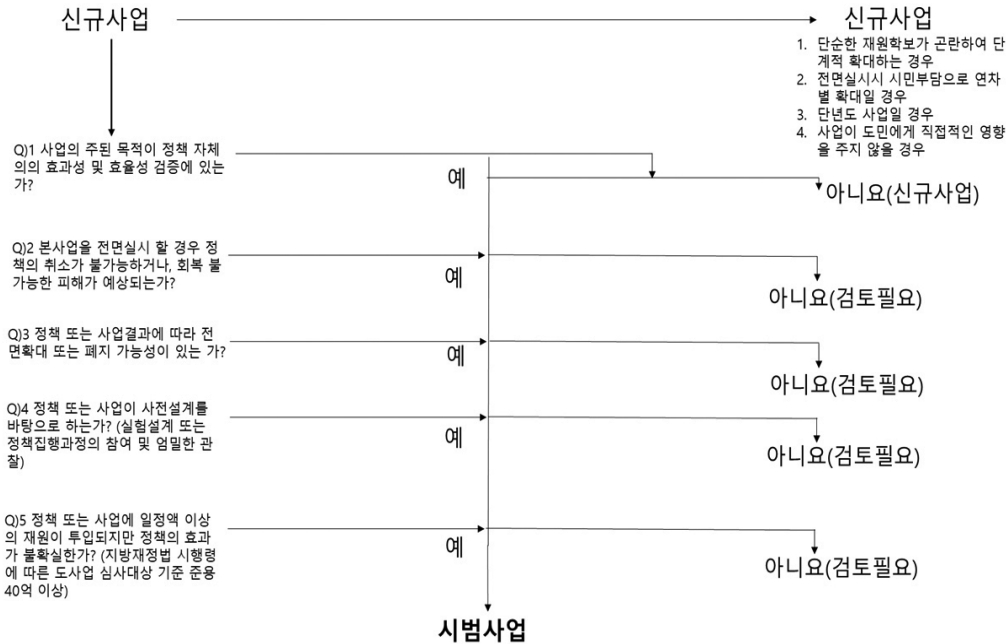 신규사업
신규사업
1. 단순한 재원학보가 곤란하여 단
계적 확대하는 경우
2. 전면실시시 시민부담으로 연차
별 확대일 경우
3. 단년도 사업일 경우
4. 사업이 도민에게 직접적인 영향
을 주지 않을 경우
Q)1 사업의 주된 목적이 정책 자체
의의 효과성 및 효율성 검증에 있는
가?
예
아니요(신규사업)
Q)2 본사업을 전면실시 할 경우 정
책의 취소가 불가능하거나, 회복 불
가능한 피해가 예상되는가?
예
아니요(검토필요)
Q)3 정책 또는 사업결과에 따라 전
면확대 또는 폐지 가능성이 있는 가?
예
아니요(검토필요)
Q)4 정책 또는 사업이 사전설계를
바탕으로 하는가? (실험설계 또는
정책집행과정의 참여 및 엄밀한 관
찰)
예
아니요(검토필요)
Q)5 정책 또는 사업에 일정액 이상
의 재원이 투입되지만 정책의 효과
가 불확실한가? (지방재정법 시행령
에 따른 도사업 심사대상 기준 준용
40억 이상)
예
아니요(검토필요)
시범사업